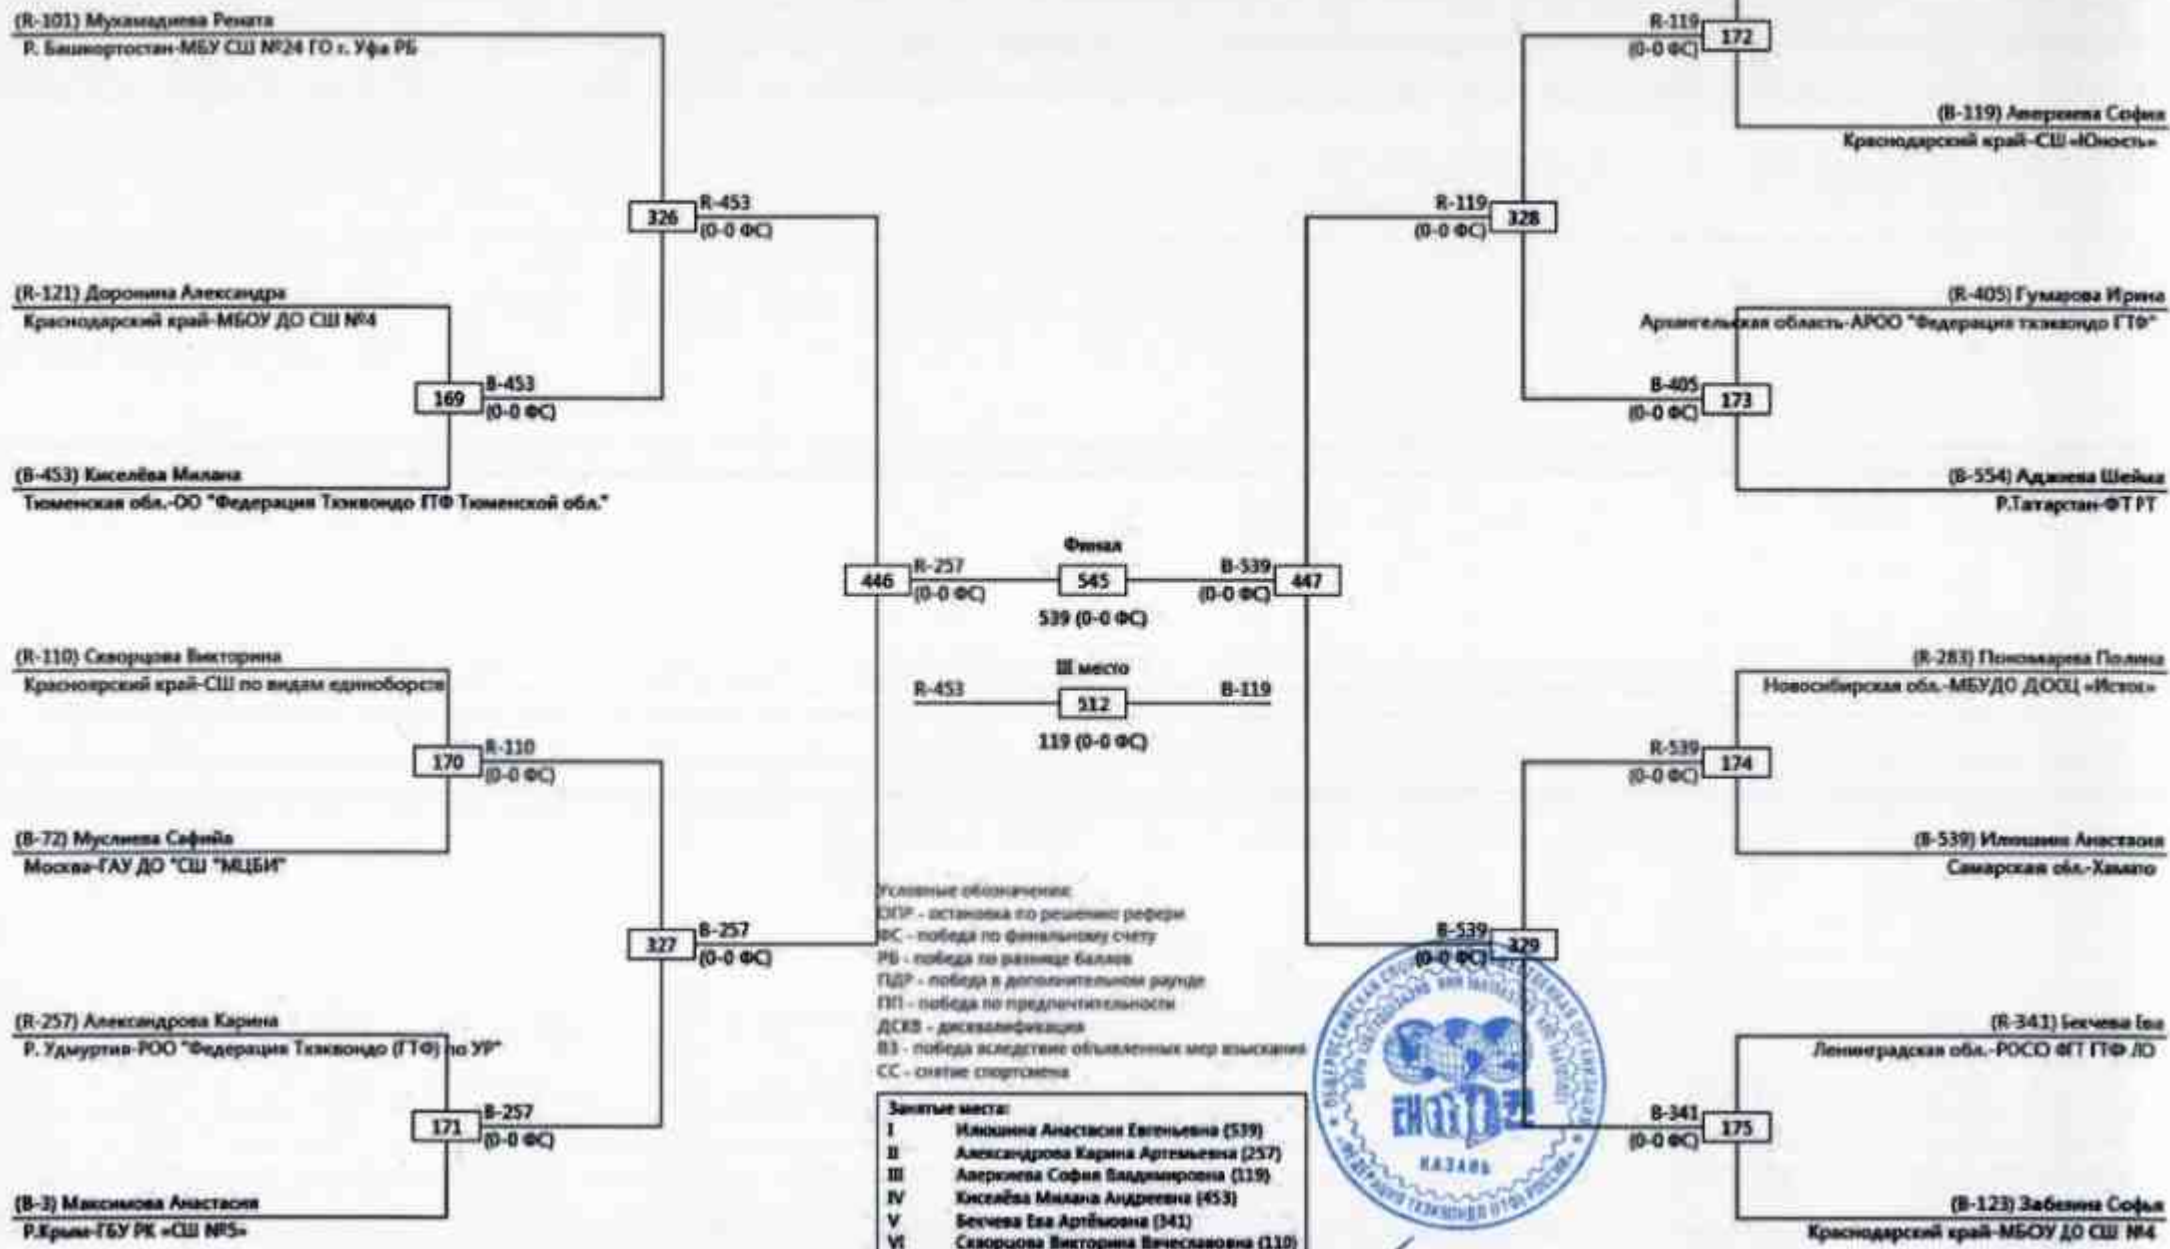 (R-101) Мухамадиева Рената
Р. Башкортостан-МБУ СШ №24 ГО г. Уфа РБ
(R-121) Доронина Александра
Краснодарский край-МБОУ ДО СШ №4
(B-453) Киселёва Милана
Тюменская обл.-ОО "Федерация Тхэквондо ГТФ Тюменской обл."
(R-110) Скворцова Викторина
Красноярский край-СШ по видам единоборств
(B-72) Муслиева Сафийа
Москва-ГАУ ДО "СШ "МЦБИ"
(R-257) Александрова Карина
Р. Удмуртия-РОО "Федерация Тхэквондо (ГТФ) по УР"
(B-3) Максимова Анастасия
Р.Крым-ГБУ РК «СШ №5»
169
B-453
(0-0 ФС)
170
R-110
(0-0 ФС)
171
B-257
(0-0 ФС)
326
R-453
(0-0 ФС)
327
B-257
(0-0 ФС)
446
R-257
(0-0 ФС)
Финал
545
539 (0-0 ФС)
III место
R-453
512
B-119
119 (0-0 ФС)
B-539
(0-0 ФС)
447
R-119
(0-0 ФС)
328
B-539
(0-0 ФС)
329
R-119
(0-0 ФС)
172
B-405
(0-0 ФС)
173
R-539
(0-0 ФС)
174
B-341
(0-0 ФС)
175
(B-119) Аверкиева София
Краснодарский край-СШ «Юность»
(R-405) Гумарова Ирина
Архангельская область-АРОО "Федерация тхэквондо ГТФ"
(B-554) Аджиева Шейма
Р.Татарстан-ФТ РТ
(R-283) Пономарева Полина
Новосибирская обл.-МБУДО ДООЦ «Исток»
(B-539) Илюшина Анастасия
Самарская обл.-Хамато
(R-341) Бекчева Ева
Ленинградская обл.-РОСО ФГТ ГТФ ЛО
(B-123) Забелина Софья
Краснодарский край-МБОУ ДО СШ №4
Условные обозначения:
ОПР - остановка по решению рефери
ФС - победа по финальному счету
РБ - победа по разнице баллов
ПДР - победа в дополнительном раунде
ПП - победа по предпочтительности
ДСКВ - дисквалификация
ВЗ - победа вследствие объявленных мер взыскания
СС - снятие спортсмена
Занятые места:
I Илюшина Анастасия Евгеньевна (539)
II Александрова Карина Артемьевна (257)
III Аверкиева София Владимировна (119)
IV Киселёва Милана Андреевна (453)
V Бекчева Ева Артёмовна (341)
VI Скворцова Викторина Вячеславовна (110)
КАЗАНЬ